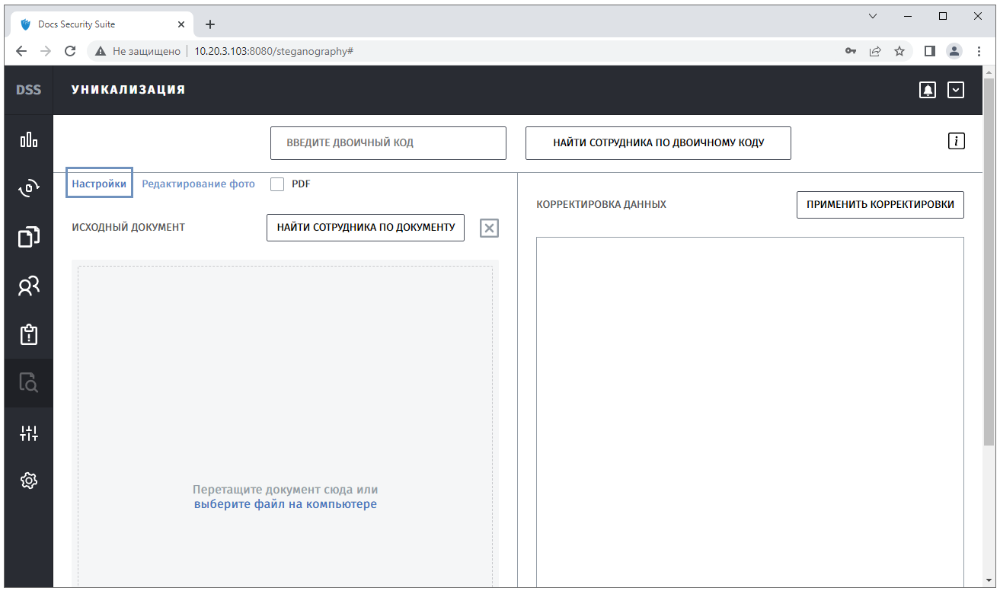 Docs Security Suite
Не защищено 10.20.3.103:8080/steganography#
DSS УНИКАЛИЗАЦИЯ
ВВЕДИТЕ ДВОИЧНЫЙ КОД НАЙТИ СОТРУДНИКА ПО ДВОИЧНОМУ КОДУ
Настройки Редактирование фото PDF
ИСХОДНЫЙ ДОКУМЕНТ НАЙТИ СОТРУДНИКА ПО ДОКУМЕНТУ
КОРРЕКТИРОВКА ДАННЫХ ПРИМЕНИТЬ КОРРЕКТИРОВКИ
Перетащите документ сюда или
выберите файл на компьютере